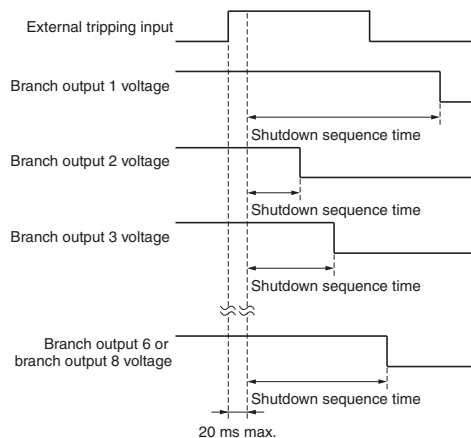 External tripping input
Branch output 1 voltage
Shutdown sequence time
Branch output 2 voltage
Shutdown sequence time
Branch output 3 voltage
Shutdown sequence time
Branch output 6 or
branch output 8 voltage
Shutdown sequence time
20 ms max.